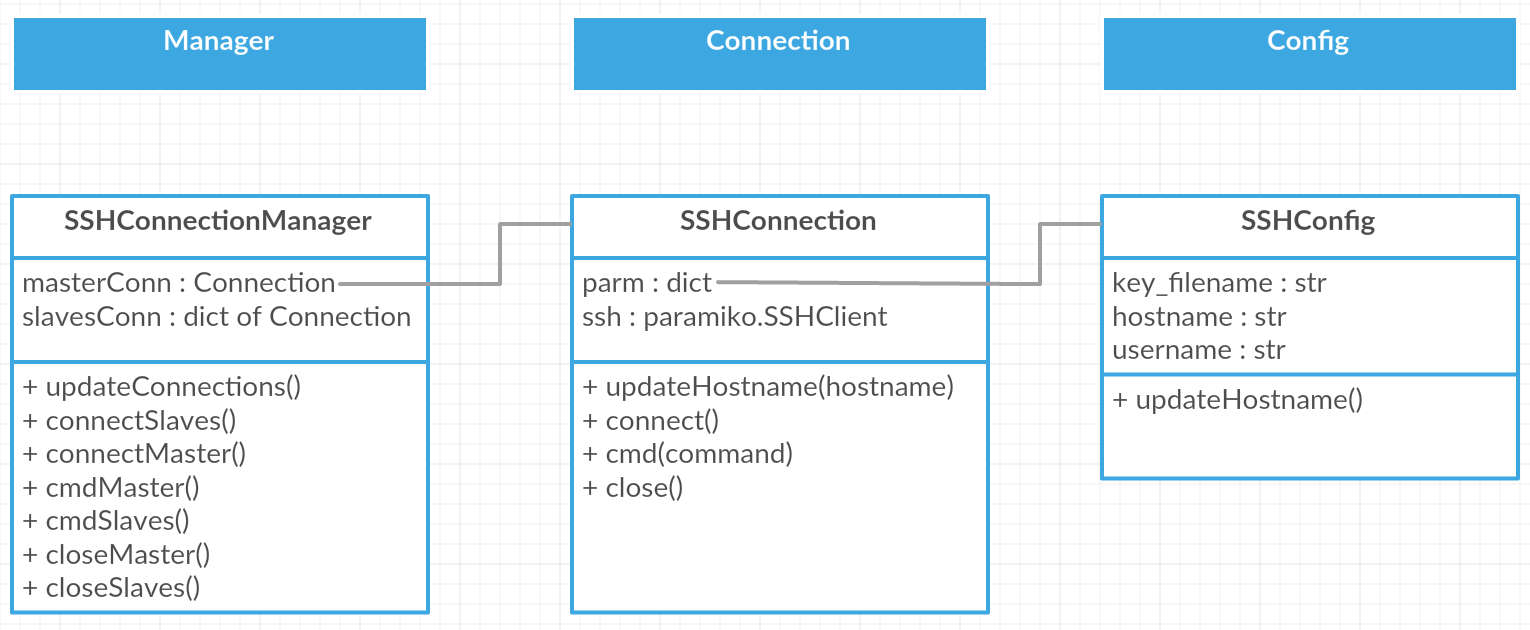 Manager
Connection
Config
SSHConnectionManager
masterConn : Connection
slavesConn : dict of Connection
+ updateConnections()
+ connectSlaves()
+ connectMaster()
+ cmdMaster()
+ cmdSlaves()
+ closeMaster()
+ closeSlaves()
SSHConnection
parm : dict
ssh : paramiko.SSHClient
+ updateHostname(hostname)
+ connect()
+ cmd(command)
+ close()
SSHConfig
key_filename : str
hostname : str
username : str
+ updateHostname()